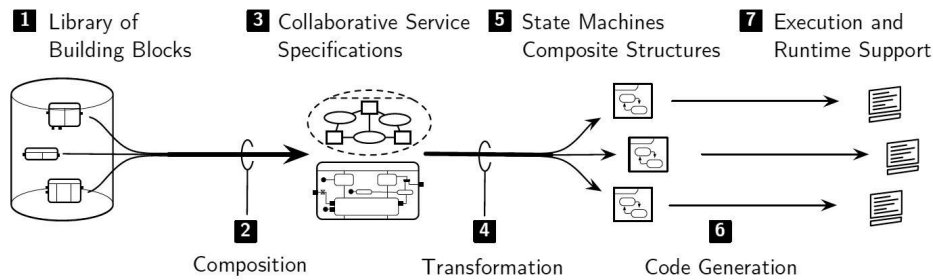 1 Library of
Building Blocks
3 Collaborative Service
Specifications
5 State Machines
Composite Structures
7 Execution and
Runtime Support
2
Composition
4
Transformation
6
Code Generation